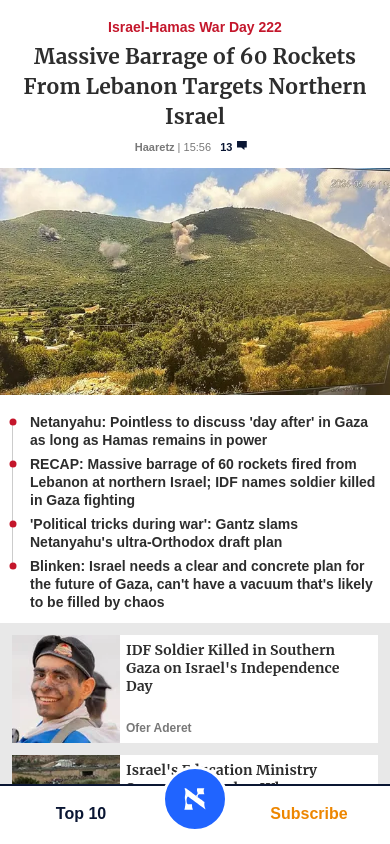 Israel-Hamas War Day 222
Massive Barrage of 60 Rockets
From Lebanon Targets Northern
Israel
Haaretz | 15:56 13
Netanyahu: Pointless to discuss 'day after' in Gaza
as long as Hamas remains in power
RECAP: Massive barrage of 60 rockets fired from
Lebanon at northern Israel; IDF names soldier killed
in Gaza fighting
'Political tricks during war': Gantz slams
Netanyahu's ultra-Orthodox draft plan
Blinken: Israel needs a clear and concrete plan for
the future of Gaza, can't have a vacuum that's likely
to be filled by chaos
IDF Soldier Killed in Southern
Gaza on Israel's Independence
Day
Ofer Aderet
Israel's Education Ministry
Top 10
Subscribe